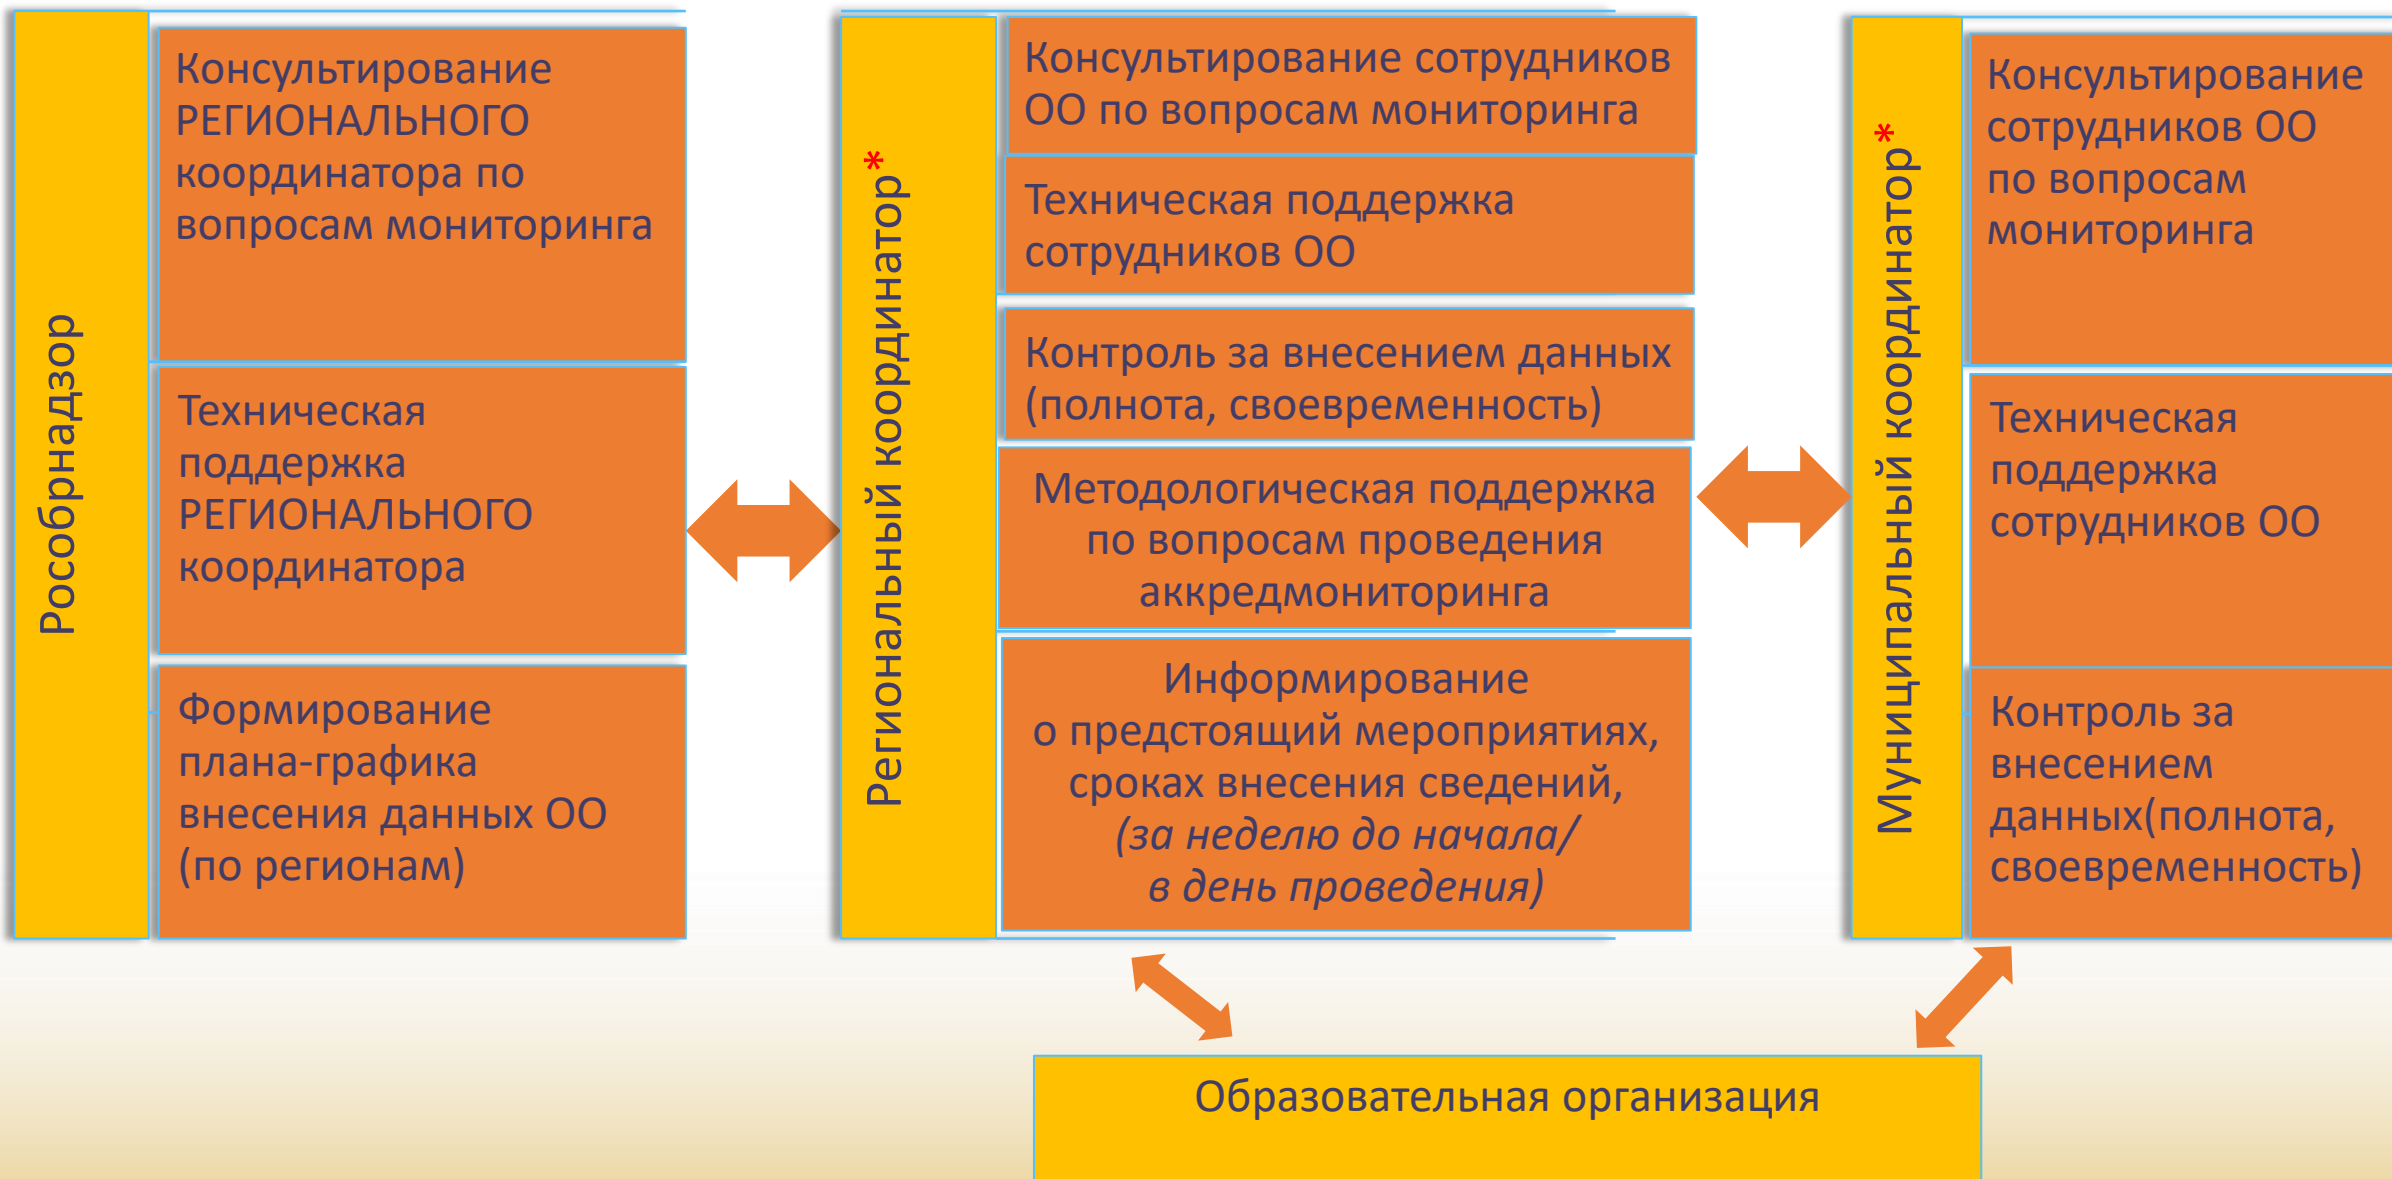 Рособрнадзор
Консультирование
РЕГИОНАЛЬНОГО
координатора по
вопросам мониторинга
Техническая
поддержка
РЕГИОНАЛЬНОГО
координатора
Формирование
плана-графика
внесения данных ОО
(по регионам)
Региональный координатор*
Консультирование сотрудников
ОО по вопросам мониторинга
Техническая поддержка
сотрудников ОО
Контроль за внесением данных
(полнота, своевременность)
Методологическая поддержка
по вопросам проведения
аккредмониторинга
Информирование
о предстоящий мероприятиях,
сроках внесения сведений,
(за неделю до начала/
в день проведения)
Муниципальный координатор*
Консультирование
сотрудников ОО
по вопросам
мониторинга
Техническая
поддержка
сотрудников ОО
Контроль за
внесением
данных(полнота,
своевременность)
Образовательная организация